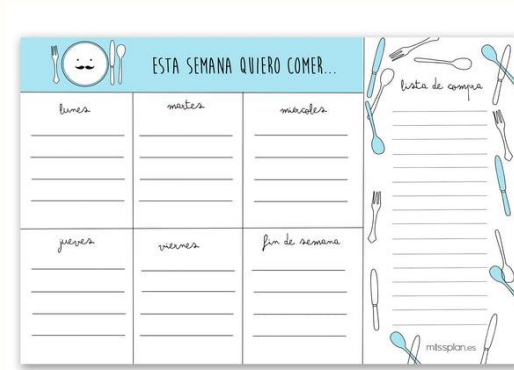 ESTA SEMANA QUIERO COMER...
lunes
martes
miércoles
jueves
viernes
fin de semana
lista de compra
missplan.es